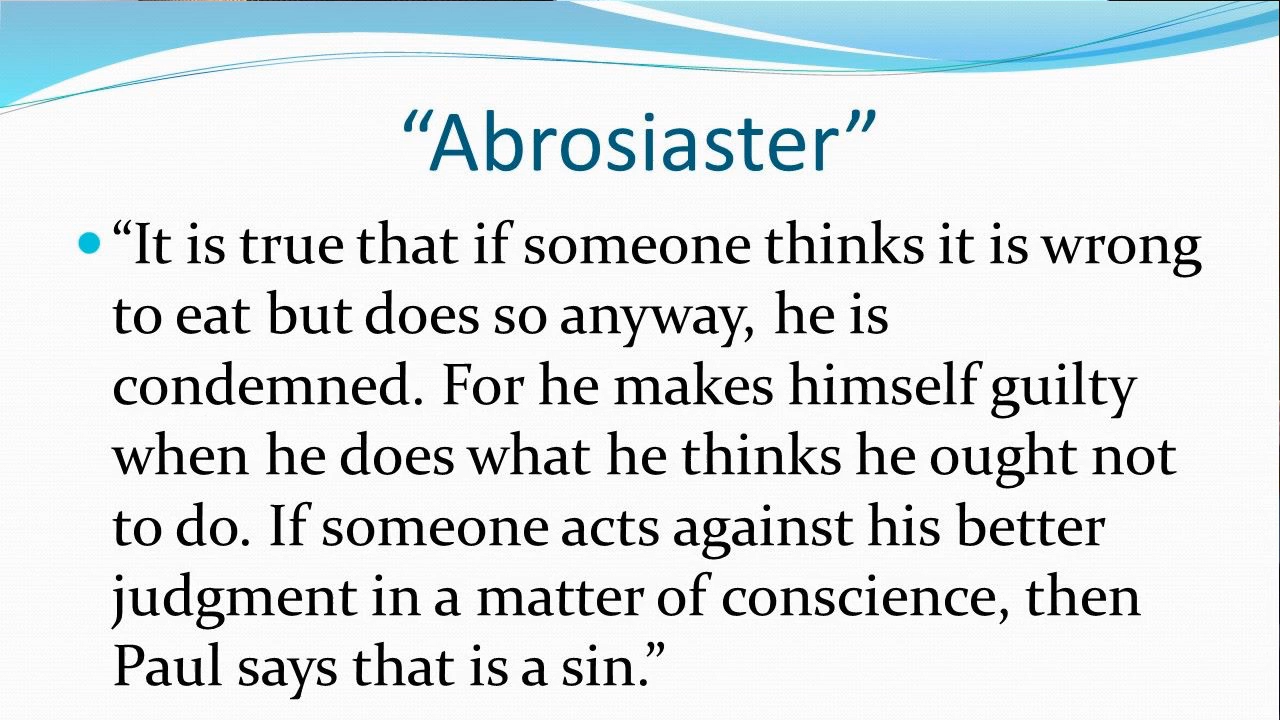 “Abrosiaster”
• “It is true that if someone thinks it is wrong
to eat but does so anyway, he is
condemned. For he makes himself guilty
when he does what he thinks he ought not
to do. If someone acts against his better
judgment in a matter of conscience, then
Paul says that is a sin.”